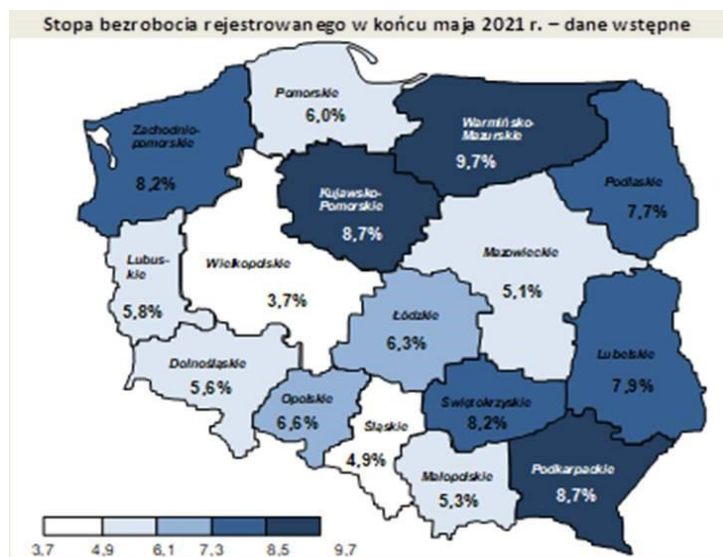 Stopa bezrobocia rejestrowanego w końcu maja 2021 r. – dane wstępne
Pomorskie
6,0%
Warmińsko-
Mazurskie
9,7%
Zachodnio-
pomorskie
8,2%
Podlaskie
7,7%
Kujawsko-
Pomorskie
8,7%
Mazowieckie
5,1%
Lubus-
kie
5,8%
Wielkopolskie
3,7%
Łódzkie
6,3%
Lubelskie
7,9%
Dolnośląskie
5,6%
Opolskie
6,6%
Śląskie
4,9%
Świętokrzyskie
8,2%
Małopolskie
5,3%
Podkarpackie
8,7%
3,7 4,9 6,1 7,3 8,5 9,7